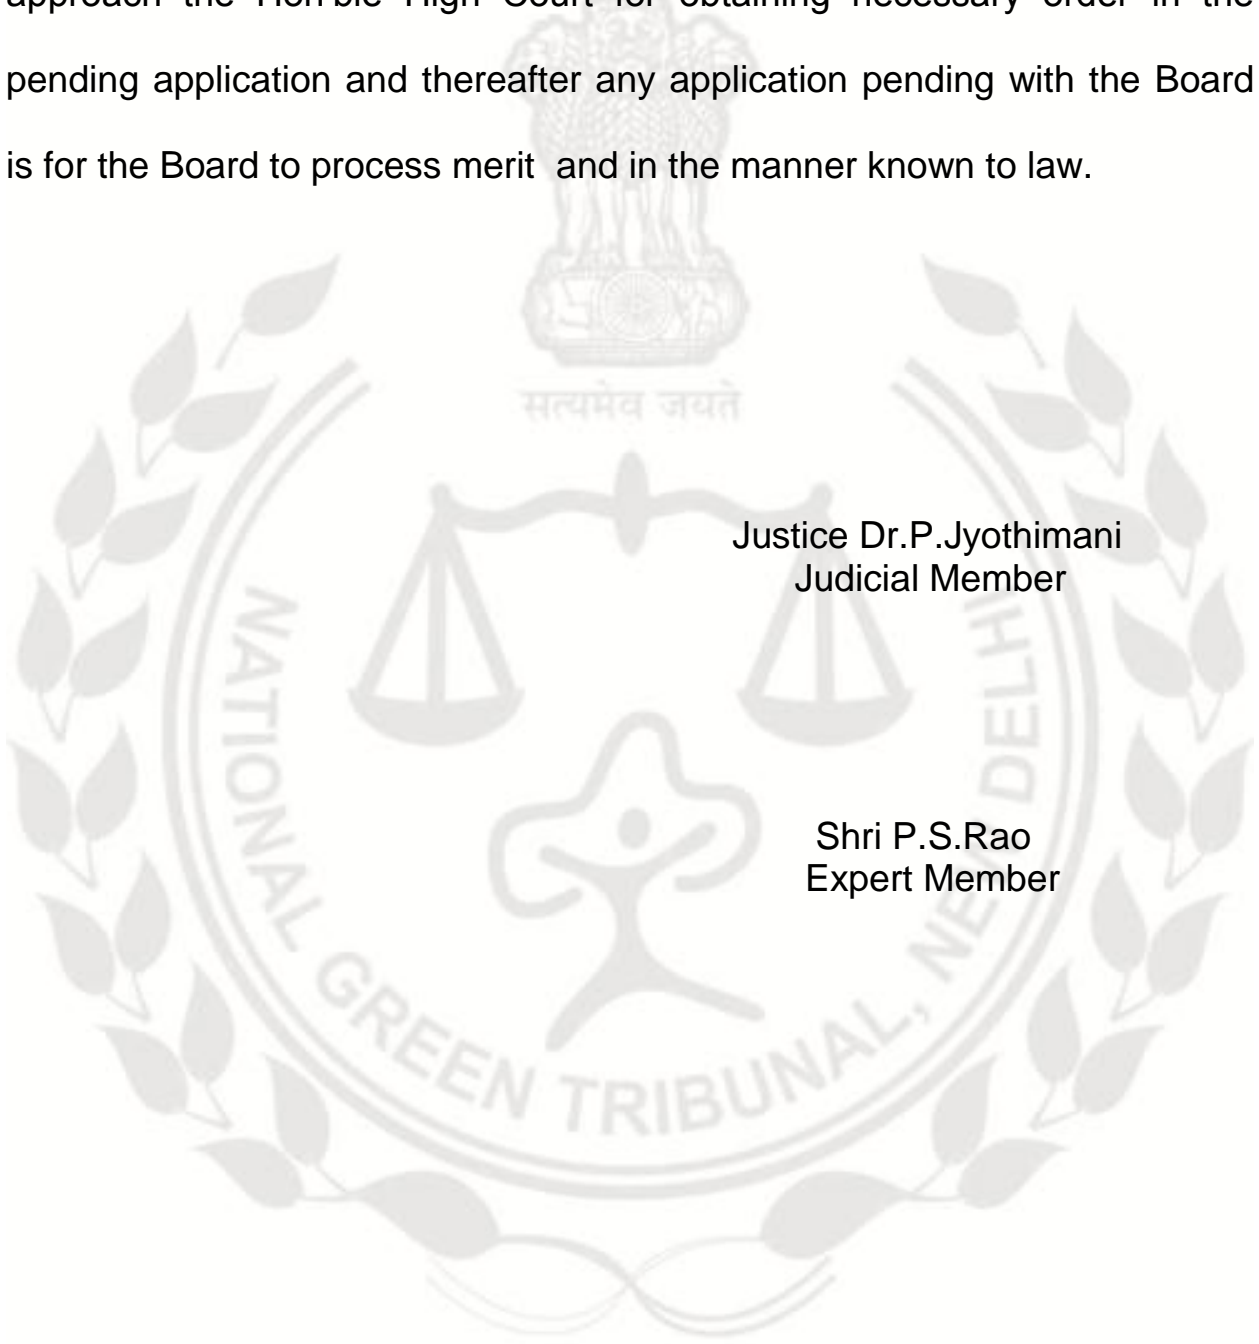 approach the Hon'ble High Court for obtaining necessary order in the
pending application and thereafter any application pending with the Board
is for the Board to process merit and in the manner known to law.
सत्यमेव जयते
Justice Dr.P.Jyothimani
Judicial Member
Shri P.S.Rao
Expert Member
NATIONAL GREEN TRIBUNAL, NEW DELHI